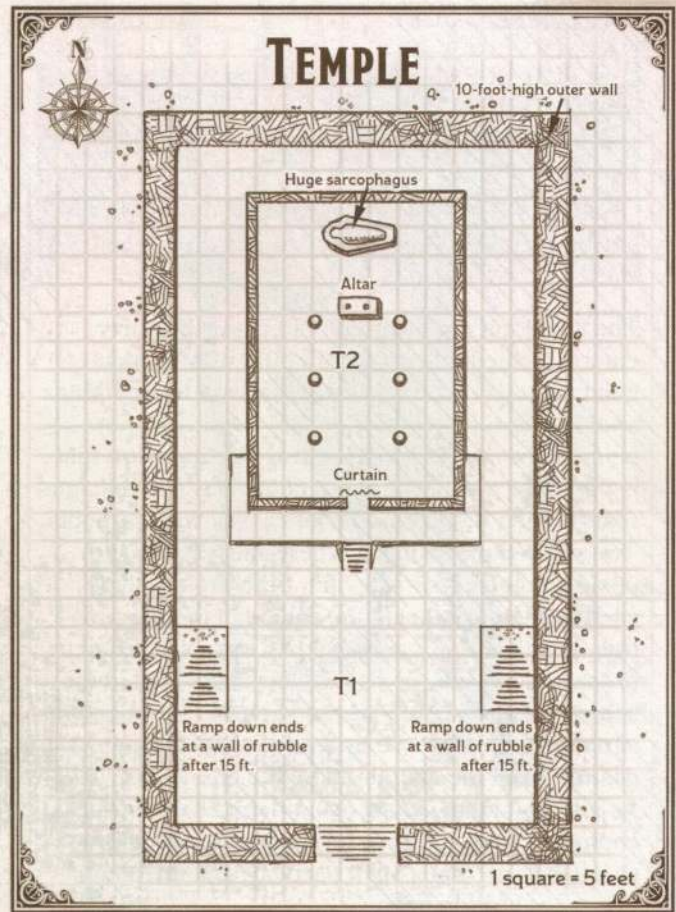 N
TEMPLE
10-foot-high outer wall
Huge sarcophagus
Altar
T2
Curtain
T1
Ramp down ends
at a wall of rubble
after 15 ft.
Ramp down ends
at a wall of rubble
after 15 ft.
1 square = 5 feet